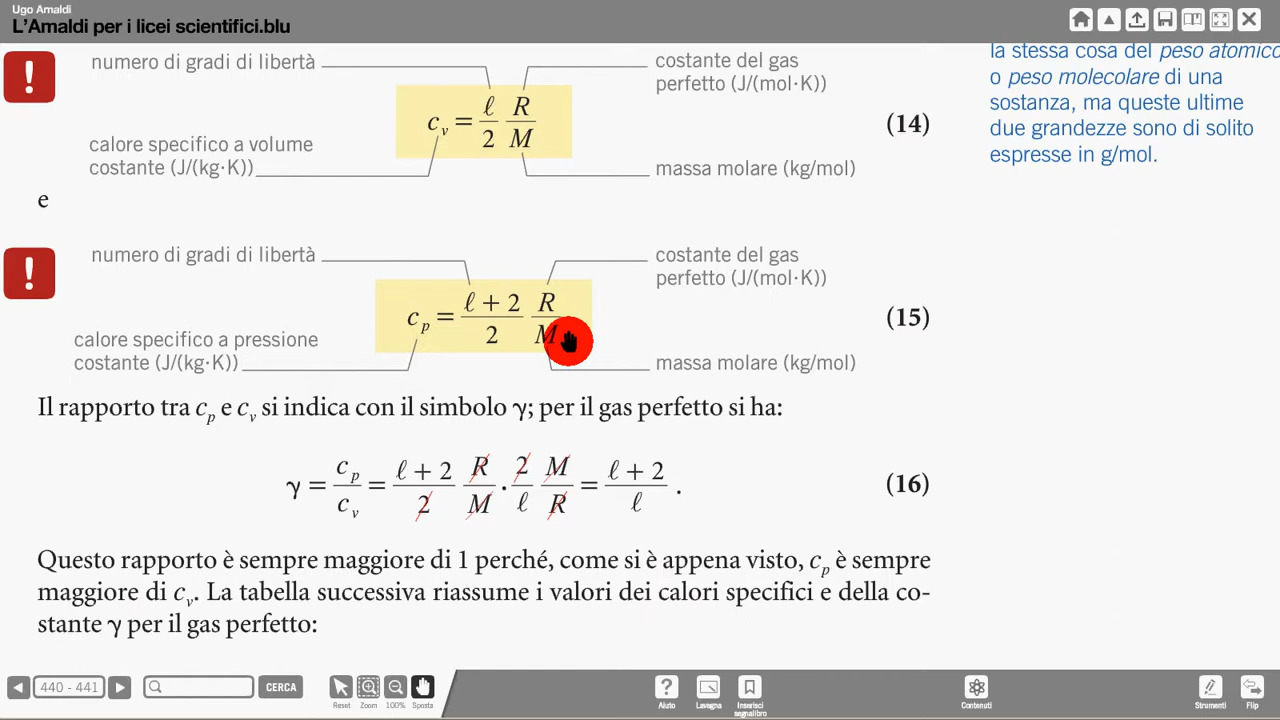 Ugo Amaldi
L'Amaldi per i licei scientifici.blu
numero di gradi di libertà
costante del gas
perfetto (J/(mol·K))
c_v = ℓ/2 R/M
(14)
calore specifico a volume
costante (J/(kg·K))
massa molare (kg/mol)
la stessa cosa del peso atomico
o peso molecolare di una
sostanza, ma queste ultime
due grandezze sono di solito
espresse in g/mol.
e
numero di gradi di libertà
costante del gas
perfetto (J/(mol·K))
c_p = (ℓ + 2)/2 R/M
(15)
calore specifico a pressione
costante (J/(kg·K))
massa molare (kg/mol)
Il rapporto tra c_p e c_v si indica con il simbolo γ; per il gas perfetto si ha:
γ = c_p/c_v = (ℓ + 2)/2 R/M · 2/ℓ M/R = (ℓ + 2)/ℓ .
(16)
Questo rapporto è sempre maggiore di 1 perché, come si è appena visto, c_p è sempre
maggiore di c_v. La tabella successiva riassume i valori dei calori specifici e della co-
stante γ per il gas perfetto:
440 - 441
CERCA
Reset
Zoom
100%
Sposta
Aiuto
Lavagna
Inserisci
segnalibro
Contenuti
Strumenti
Flip